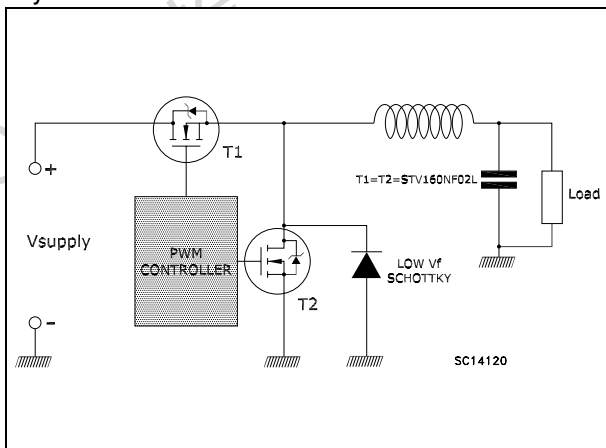 T1
T1=T2=STV160NF02L
+
Load
Vsupply
PWM
CONTROLLER
LOW Vf
SCHOTTKY
-
T2
SC14120